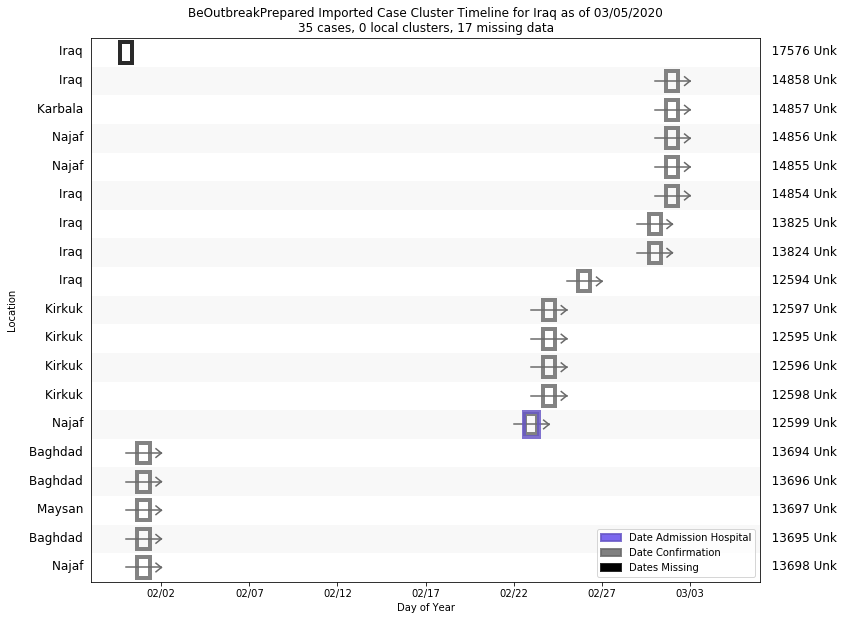 BeOutbreakPrepared Imported Case Cluster Timeline for Iraq as of 03/05/2020
35 cases, 0 local clusters, 17 missing data
Iraq 17576 Unk
Iraq 14858 Unk
Karbala 14857 Unk
Najaf 14856 Unk
Najaf 14855 Unk
Iraq 14854 Unk
Iraq 13825 Unk
Iraq 13824 Unk
Iraq 12594 Unk
Kirkuk 12597 Unk
Kirkuk 12595 Unk
Kirkuk 12596 Unk
Kirkuk 12598 Unk
Najaf 12599 Unk
Baghdad 13694 Unk
Baghdad 13696 Unk
Maysan 13697 Unk
Baghdad 13695 Unk
Najaf 13698 Unk
Location
Date Admission Hospital
Date Confirmation
Dates Missing
02/02 02/07 02/12 02/17 02/22 02/27 03/03
Day of Year